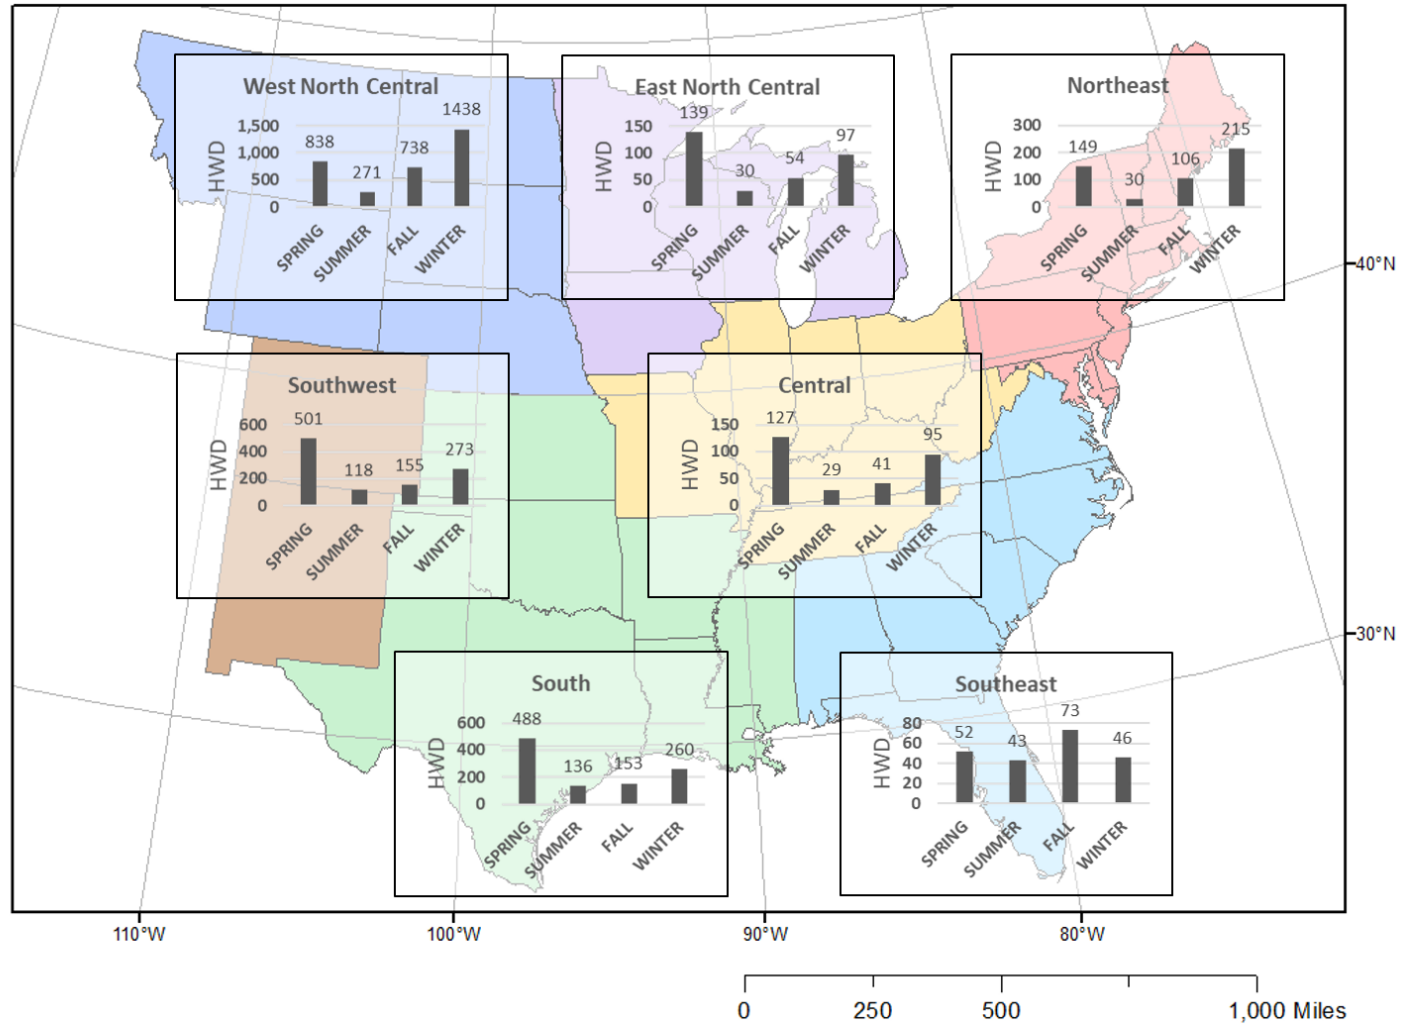 West North Central
HWD
1,500
1,000
500
0
838
271
738
1438
SPRING
SUMMER
FALL
WINTER
East North Central
HWD
150
100
50
0
139
30
54
97
SPRING
SUMMER
FALL
WINTER
Northeast
HWD
300
200
100
0
149
30
106
215
SPRING
SUMMER
FALL
WINTER
40°N
Southwest
HWD
600
400
200
0
501
118
155
273
SPRING
SUMMER
FALL
WINTER
Central
HWD
150
100
50
0
127
29
41
95
SPRING
SUMMER
FALL
WINTER
30°N
South
HWD
600
400
200
0
488
136
153
260
SPRING
SUMMER
FALL
WINTER
Southeast
HWD
80
60
40
20
0
52
43
73
46
SPRING
SUMMER
FALL
WINTER
110°W
100°W
90°W
80°W
0
250
500
1,000 Miles